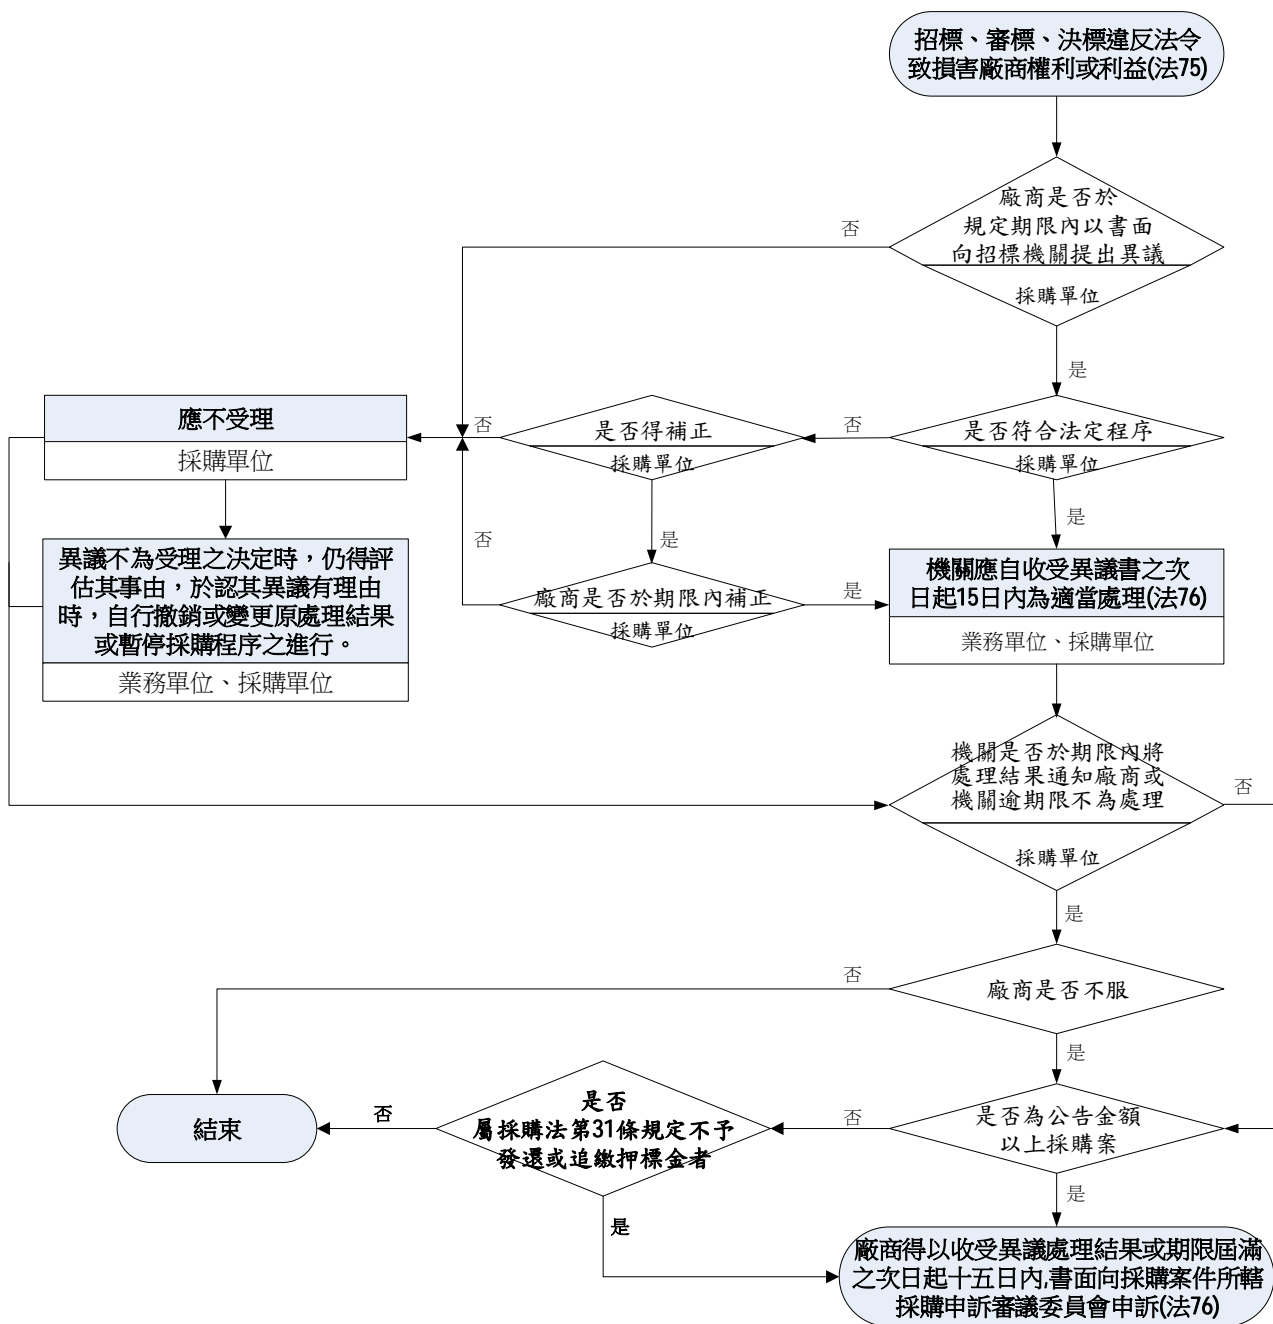 招標、審標、決標違反法令
致損害廠商權利或利益(法75)
廠商是否於
規定期限內以書面
向招標機關提出異議
採購單位
否
是
應不受理
採購單位
否
是否得補正
採購單位
否
是否符合法定程序
採購單位
是
是
異議不為受理之決定時，仍得評
估其事由，於認其異議有理由
時，自行撤銷或變更原處理結果
或暫停採購程序之進行。
業務單位、採購單位
否
廠商是否於期限內補正
採購單位
是
機關應自收受異議書之次
日起15日內為適當處理(法76)
業務單位、採購單位
機關是否於期限內將
處理結果通知廠商或
機關逾期限不為處理
採購單位
否
是
否
廠商是否不服
是
結束
否
是否
屬採購法第31條規定不予
發還或追繳押標金者
否
是否為公告金額
以上採購案
是
是
廠商得以收受異議處理結果或期限屆滿
之次日起十五日內,書面向採購案件所轄
採購申訴審議委員會申訴(法76)